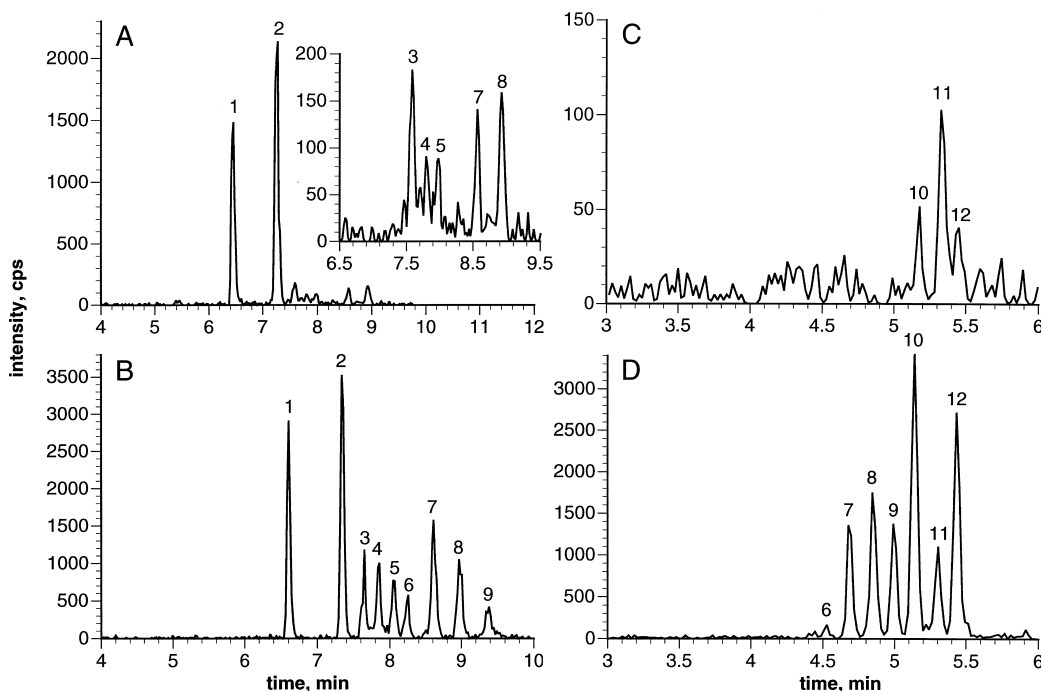 A
2000
1500
1000
500
0
4 5 6 7 8 9 10 11 12
1 2
200
150
100
50
0
6.5 7.5 8.5 9.5
3 4 5 7 8
C
150
100
50
0
3 3.5 4 4.5 5 5.5 6
10 11 12
intensity, cps
B
3500
3000
2500
2000
1500
1000
500
0
4 5 6 7 8 9 10
1 2 3 4 5 6 7 8 9
time, min
D
3000
2500
2000
1500
1000
500
0
3 3.5 4 4.5 5 5.5 6
6 7 8 9 10 11 12
time, min